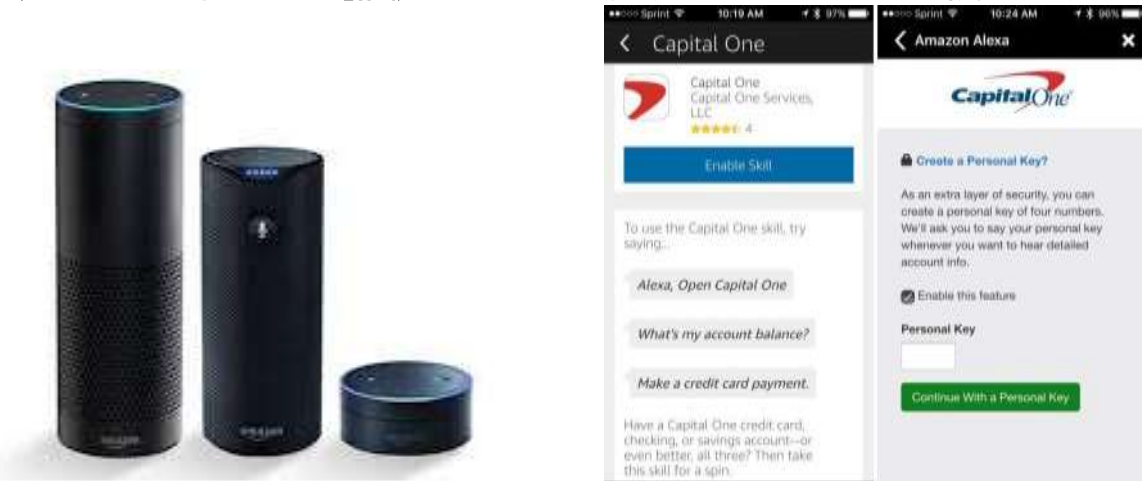 amazon
amazon
Sprint 10:19 AM 97%
Capital One
Capital One
Capital One Services,
LLC
4
Enable Skill
To use the Capital One skill, try
saying...
Alexa, Open Capital One
What's my account balance?
Make a credit card payment.
Have a Capital One credit card,
checking, or savings account--or
even better, all three? Then take
this skill for a spin.
Sprint 10:24 AM 96%
Amazon Alexa
Capital One
Create a Personal Key?
As an extra layer of security, you can
create a personal key of four numbers.
We'll ask you to say your personal key
whenever you want to hear detailed
account info.
Enable this feature
Personal Key
Continue With a Personal Key